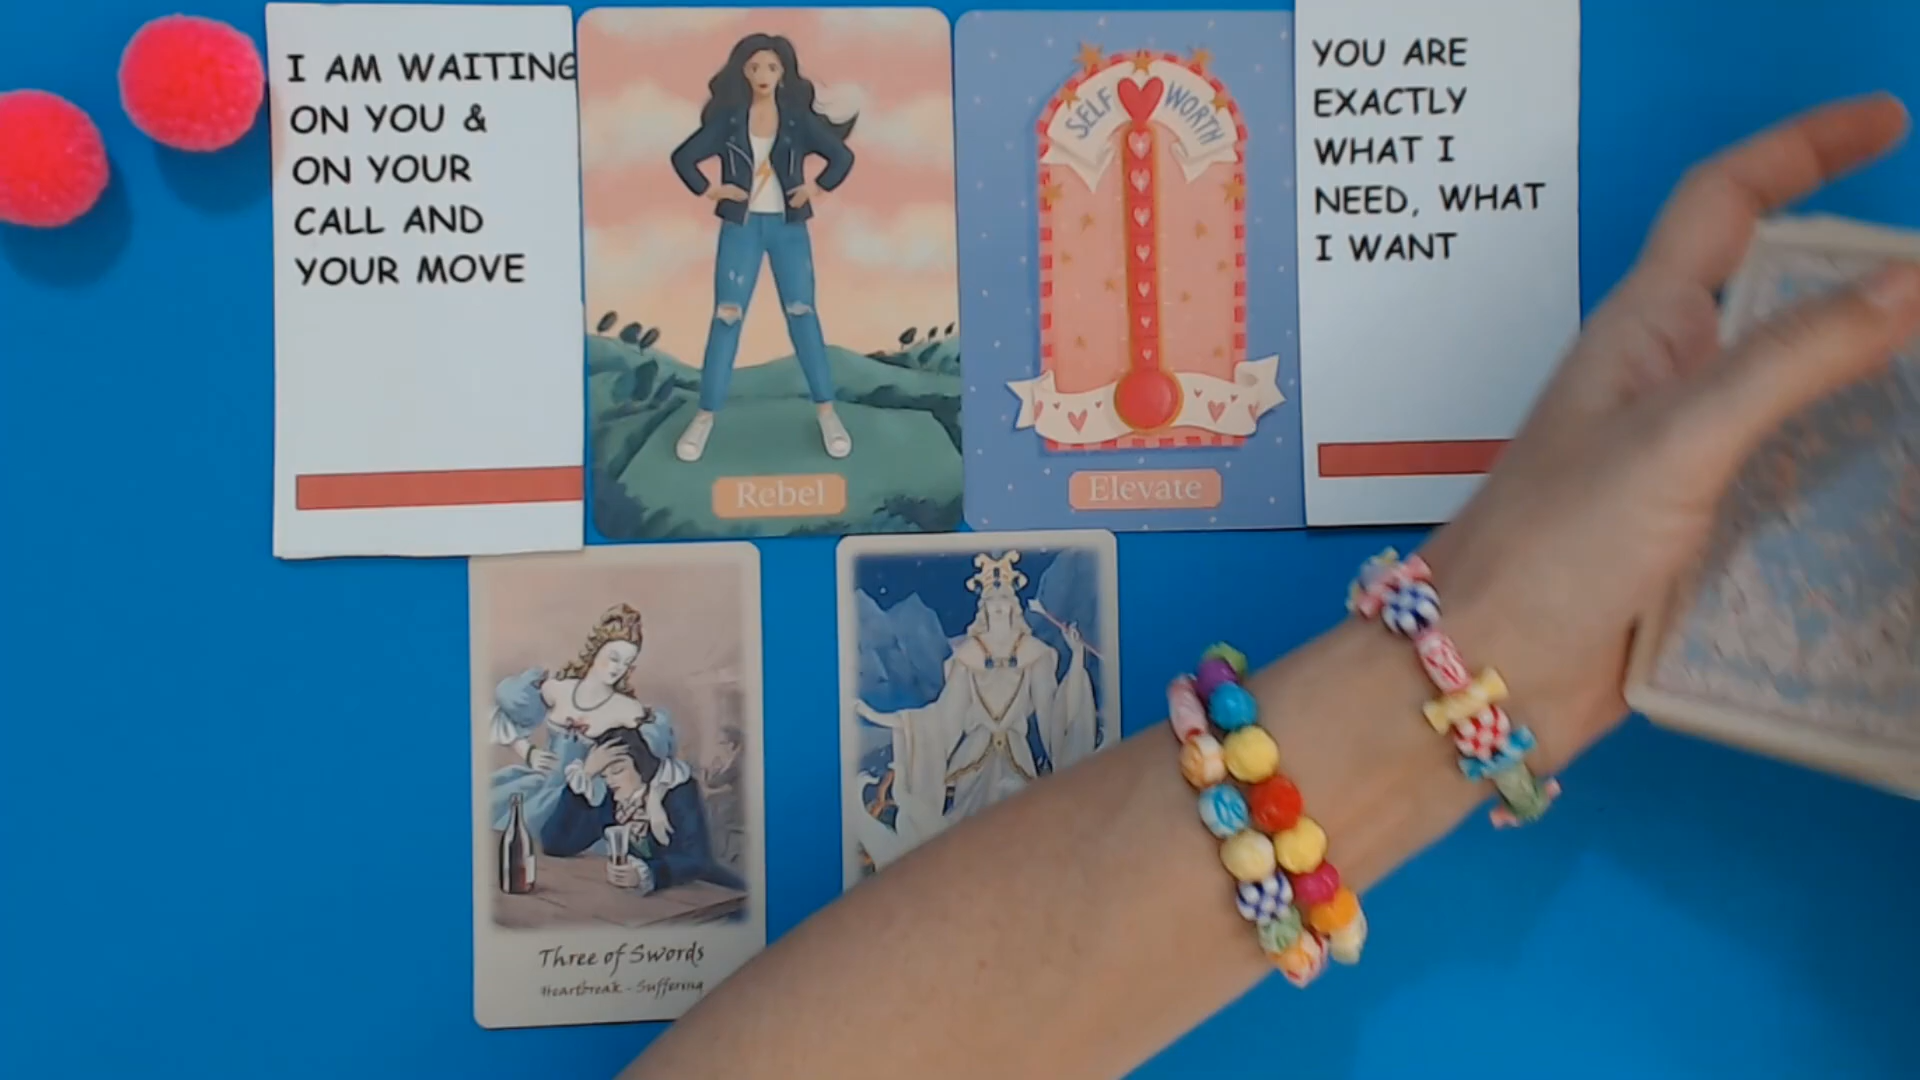 I AM WAITING
ON YOU &
ON YOUR
CALL AND
YOUR MOVE
SELF WORTH
YOU ARE
EXACTLY
WHAT I
NEED, WHAT
I WANT
Rebel
Elevate
Three of Swords
Heartbreak - Suffering